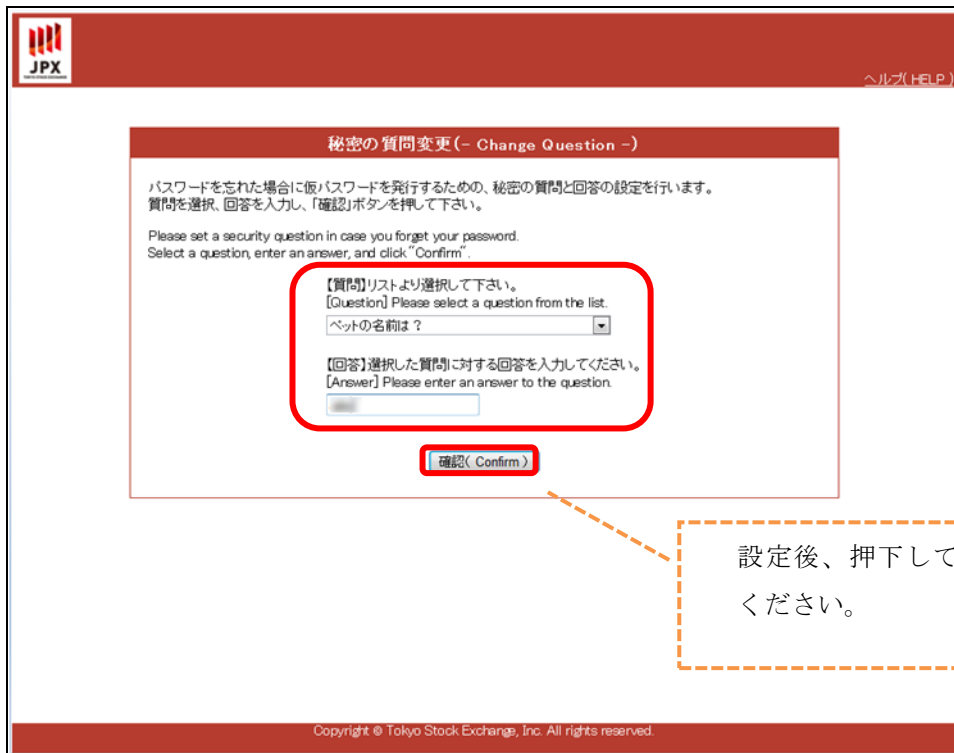 JPX
ヘルプ( HELP )
秘密の質問変更(- Change Question -)
パスワードを忘れた場合に仮パスワードを発行するための、秘密の質問と回答の設定を行います。
質問を選択、回答を入力し、「確認」ボタンを押して下さい。
Please set a security question in case you forget your password.
Select a question, enter an answer, and click "Confirm".
【質問】リストより選択して下さい。
[Question] Please select a question from the list.
ペットの名前は？
【回答】選択した質問に対する回答を入力してください。
[Answer] Please enter an answer to the question.
確認( Confirm )
設定後、押下して
ください。
Copyright © Tokyo Stock Exchange, Inc. All rights reserved.